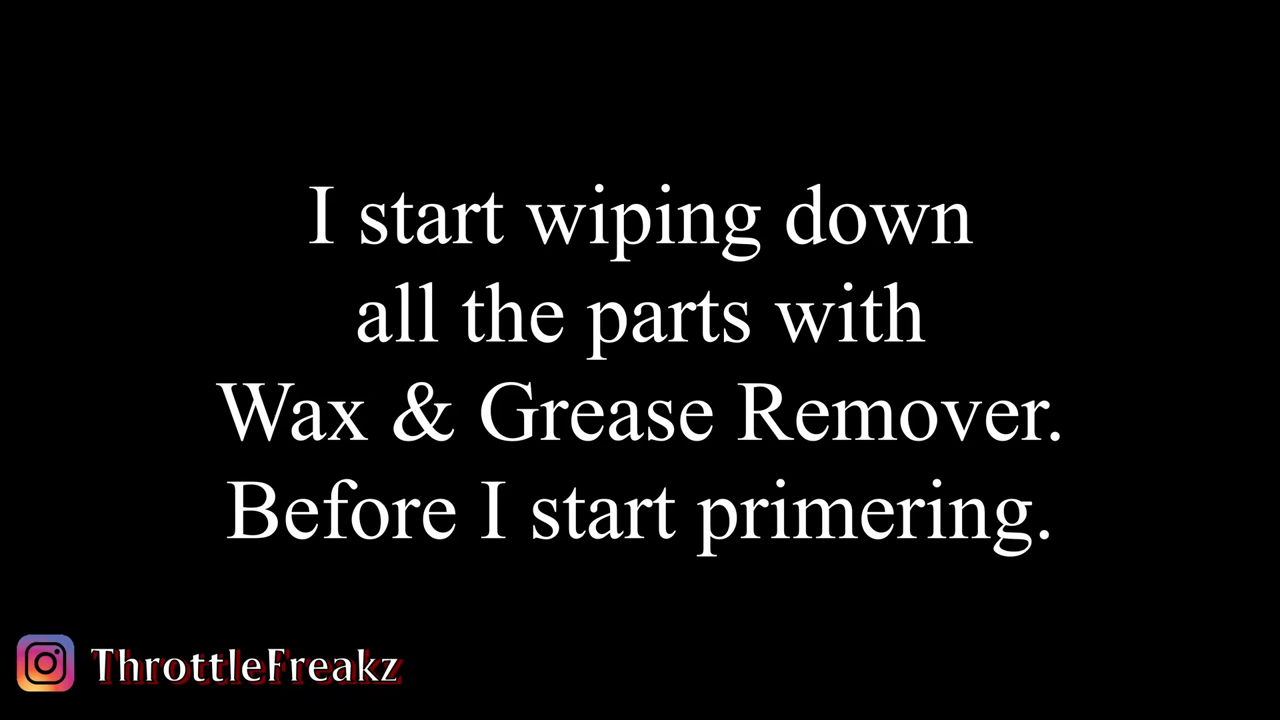 I start wiping down
all the parts with
Wax & Grease Remover.
Before I start primering.
ThrottleFreakz